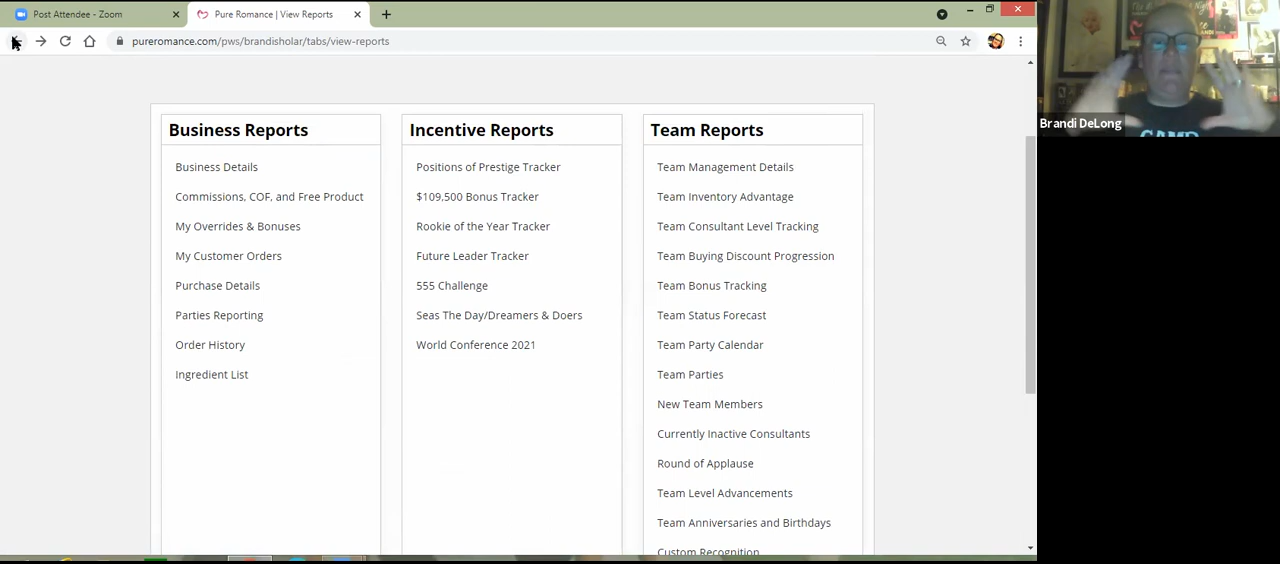 Post Attendee - Zoom
Pure Romance | View Reports
pureromance.com/pws/brandisholar/tabs/view-reports
Business Reports
Business Details
Commissions, COF, and Free Product
My Overrides & Bonuses
My Customer Orders
Purchase Details
Parties Reporting
Order History
Ingredient List
Incentive Reports
Positions of Prestige Tracker
$109,500 Bonus Tracker
Rookie of the Year Tracker
Future Leader Tracker
555 Challenge
Seas The Day/Dreamers & Doers
World Conference 2021
Team Reports
Team Management Details
Team Inventory Advantage
Team Consultant Level Tracking
Team Buying Discount Progression
Team Bonus Tracking
Team Status Forecast
Team Party Calendar
Team Parties
New Team Members
Currently Inactive Consultants
Round of Applause
Team Level Advancements
Team Anniversaries and Birthdays
Custom Recognition
Brandi DeLong
CAMP